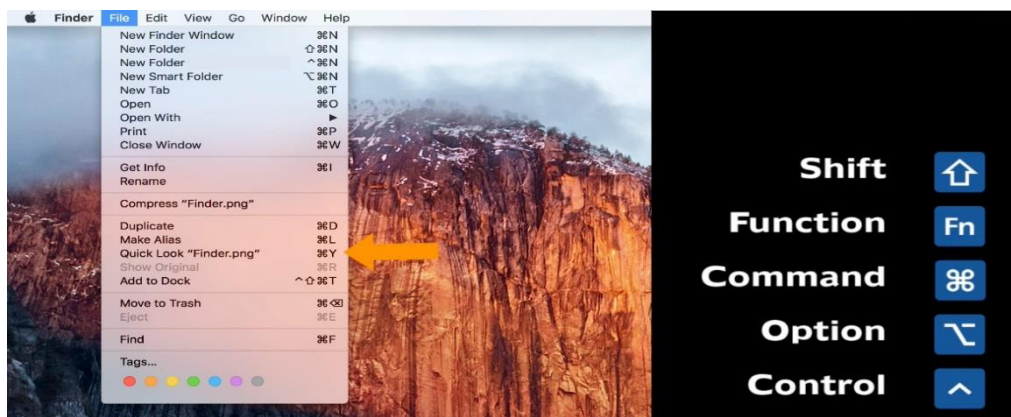 Finder File Edit View Go Window Help
New Finder Window ⌘N
New Folder ⇧⌘N
New Folder ^⌘N
New Smart Folder ⌥⌘N
New Tab ⌘T
Open ⌘O
Open With ▶
Print ⌘P
Close Window ⌘W
Get Info ⌘I
Rename
Compress "Finder.png"
Duplicate ⌘D
Make Alias ⌘L
Quick Look "Finder.png" ⌘Y
Show Original ⌘R
Add to Dock ^⇧⌘T
Move to Trash ⌘⌫
Eject ⌘E
Find ⌘F
Tags...
Shift ⇧
Function Fn
Command ⌘
Option ⌥
Control ^